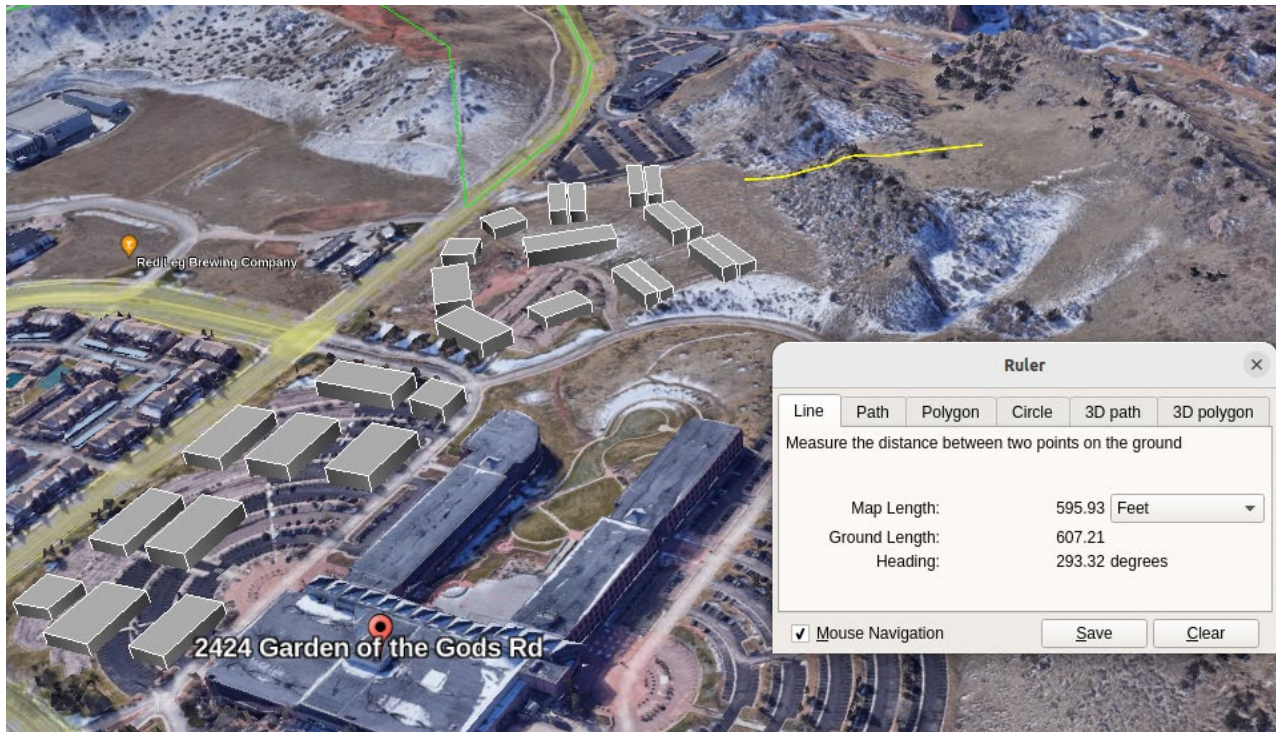 Red Leg Brewing Company
2424 Garden of the Gods Rd
Ruler
Line Path Polygon Circle 3D path 3D polygon
Measure the distance between two points on the ground
Map Length: 595.93 Feet
Ground Length: 607.21
Heading: 293.32 degrees
Mouse Navigation Save Clear